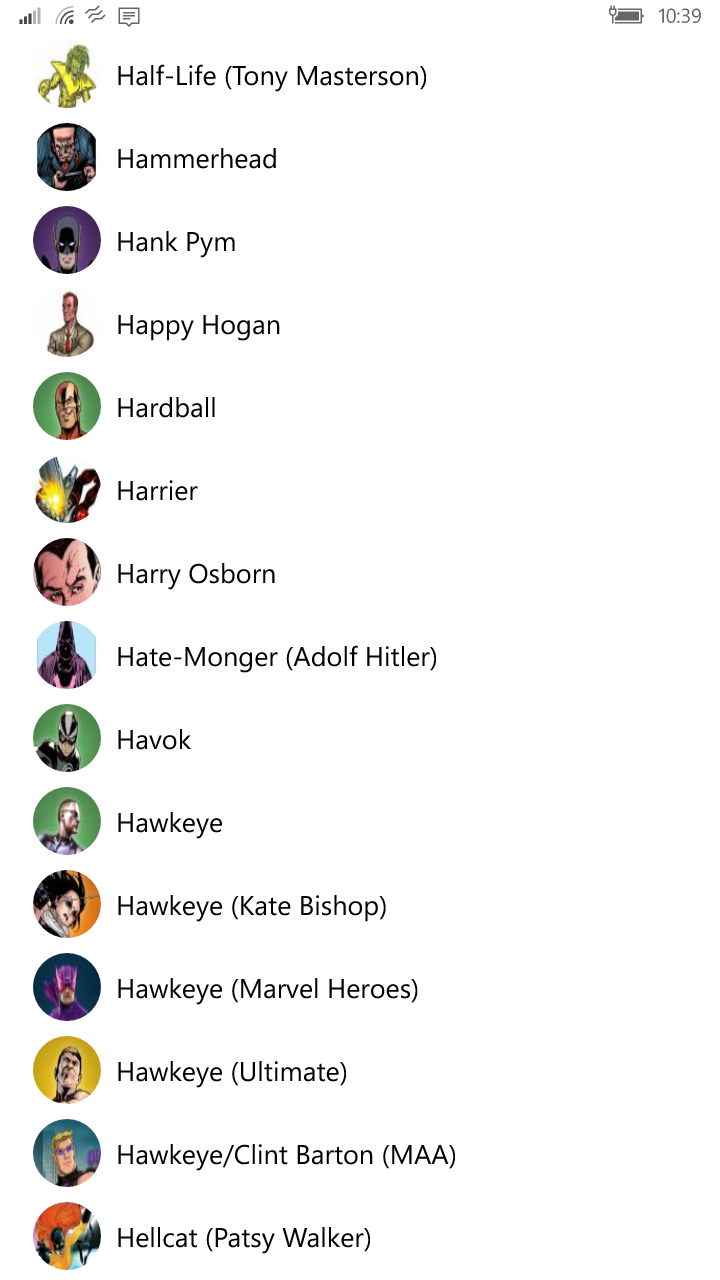 10:39
Half-Life (Tony Masterson)
Hammerhead
Hank Pym
Happy Hogan
Hardball
Harrier
Harry Osborn
Hate-Monger (Adolf Hitler)
Havok
Hawkeye
Hawkeye (Kate Bishop)
Hawkeye (Marvel Heroes)
Hawkeye (Ultimate)
Hawkeye/Clint Barton (MAA)
Hellcat (Patsy Walker)